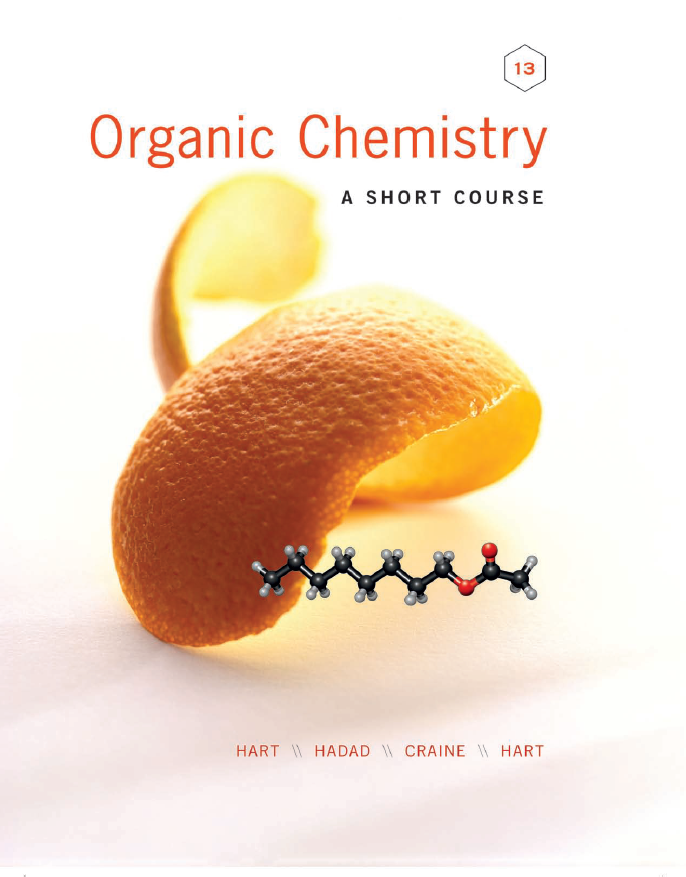 13
Organic Chemistry
A SHORT COURSE
HART \\ HADAD \\ CRAINE \\ HART